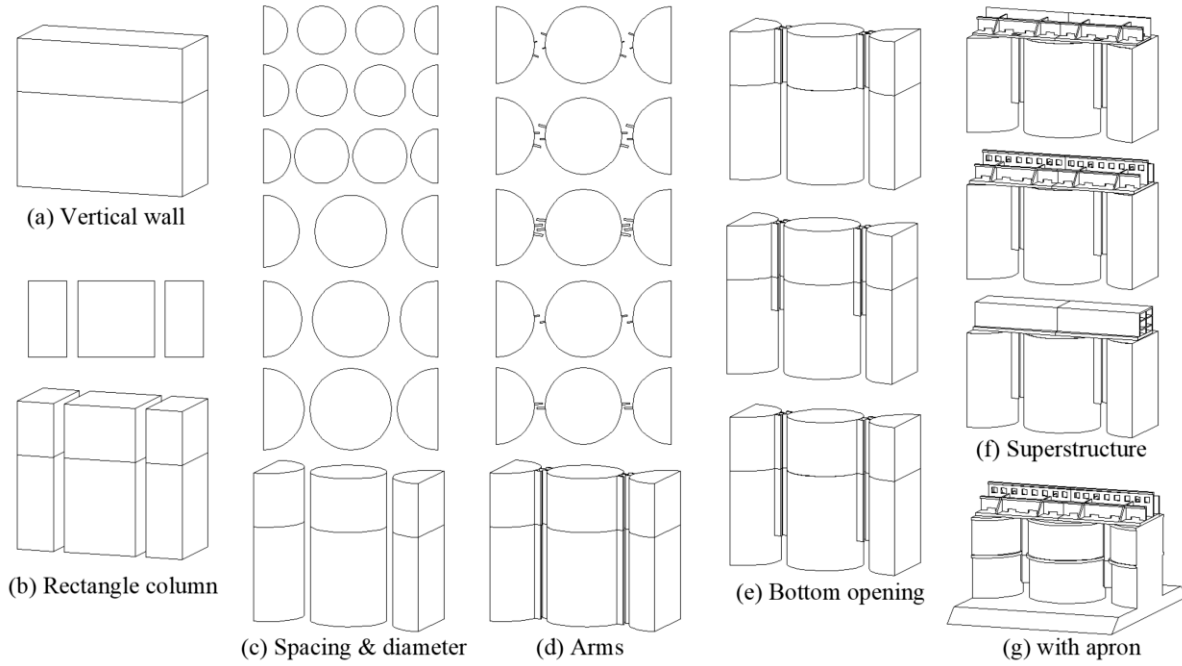 (a) Vertical wall
(b) Rectangle column
(c) Spacing & diameter
(d) Arms
(e) Bottom opening
(f) Superstructure
(g) with apron